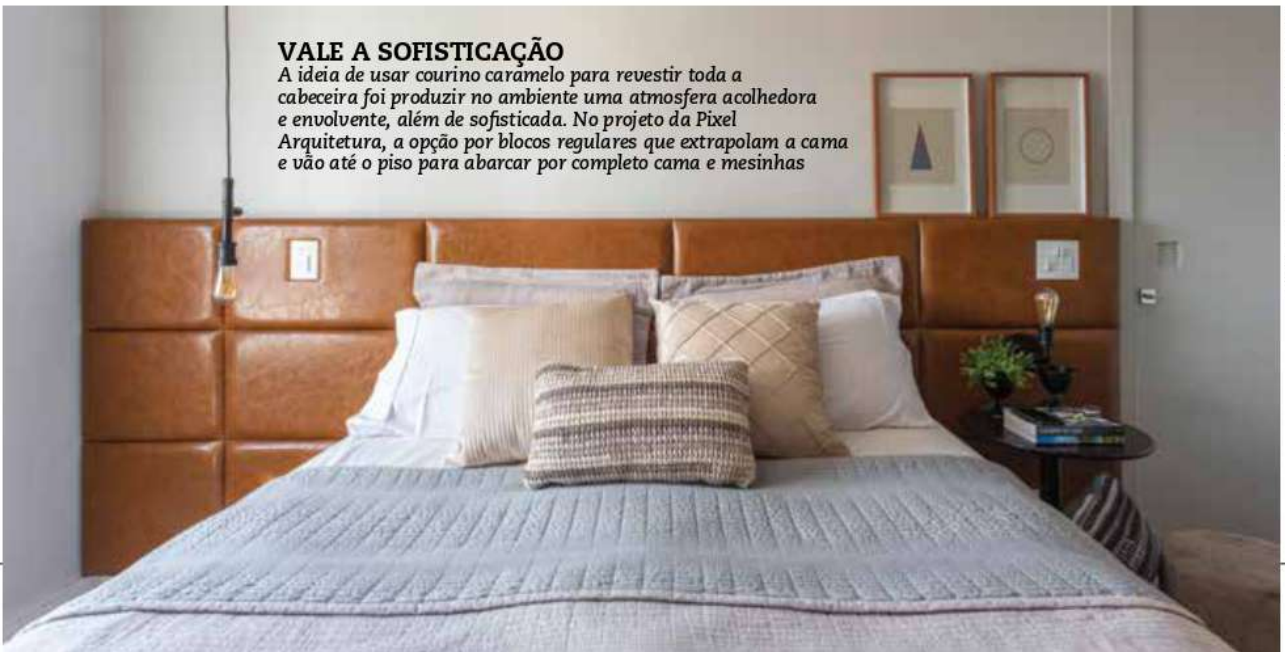 VALE A SOFISTICAÇÃO
A ideia de usar courino caramelo para revestir toda a
cabeceira foi produzir no ambiente uma atmosfera acolhedora
e envolvente, além de sofisticada. No projeto da Pixel
Arquitetura, a opção por blocos regulares que extrapolam a cama
e vão até o piso para abarcar por completo cama e mesinhas